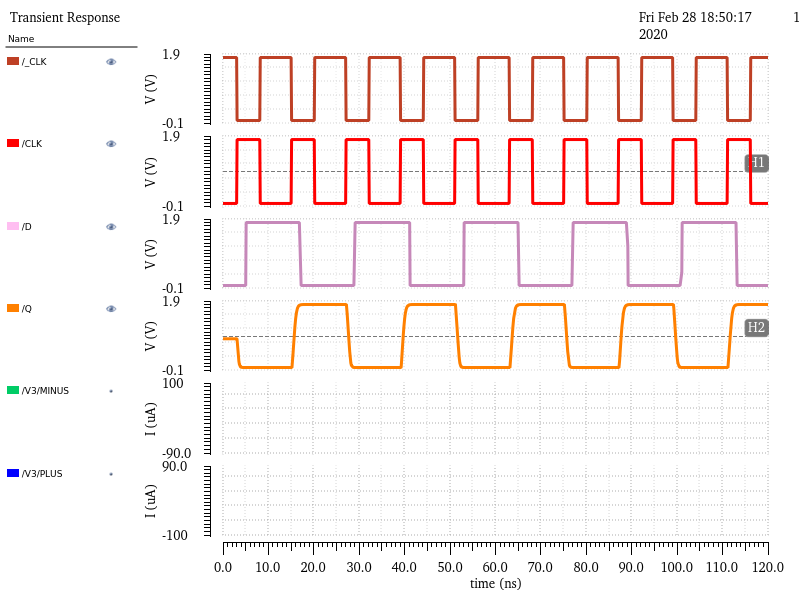 Transient Response
Fri Feb 28 18:50:17 1
2020
Name
/_CLK
1.9
V (V)
-0.1
/CLK
1.9
V (V)
-0.1
H1
/D
1.9
V (V)
-0.1
/Q
1.9
V (V)
-0.1
H2
/V3/MINUS
100
I (uA)
-90.0
/V3/PLUS
90.0
I (uA)
-100
0.0 10.0 20.0 30.0 40.0 50.0 60.0 70.0 80.0 90.0 100.0 110.0 120.0
time (ns)